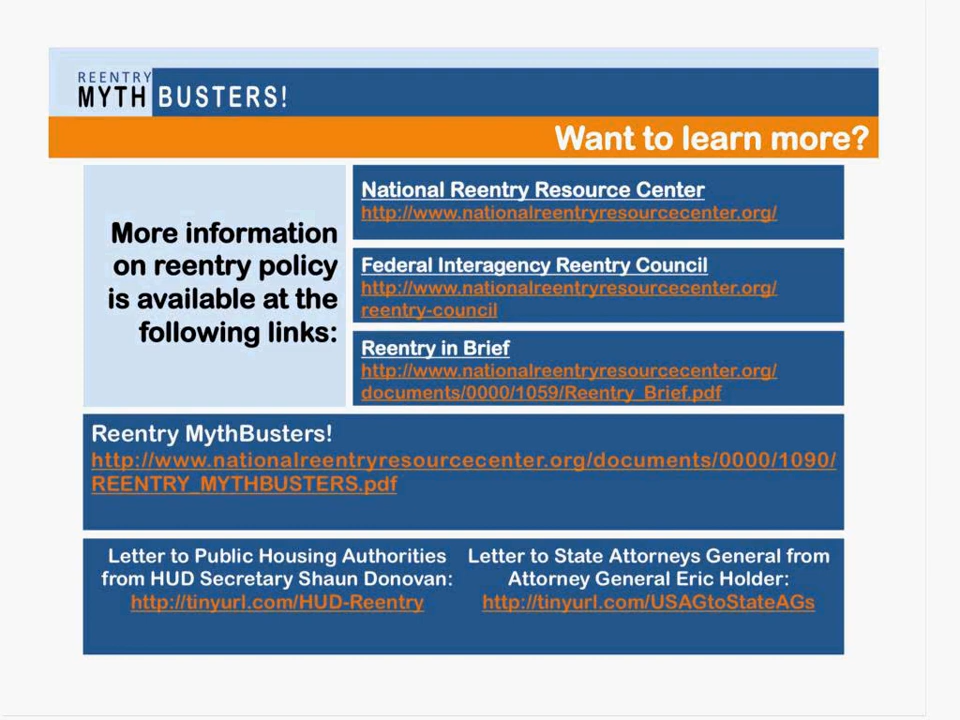 REENTRY
MYTH BUSTERS!
Want to learn more?
More information
on reentry policy
is available at the
following links:
National Reentry Resource Center
http://www.nationalreentryresourcecenter.org/
Federal Interagency Reentry Council
http://www.nationalreentryresourcecenter.org/
reentry-council
Reentry in Brief
http://www.nationalreentryresourcecenter.org/
documents/0000/1059/Reentry_Brief.pdf
Reentry MythBusters!
http://www.nationalreentryresourcecenter.org/documents/0000/1090/
REENTRY_MYTHBUSTERS.pdf
Letter to Public Housing Authorities
from HUD Secretary Shaun Donovan:
http://tinyurl.com/HUD-Reentry
Letter to State Attorneys General from
Attorney General Eric Holder:
http://tinyurl.com/USAGtoStateAGs